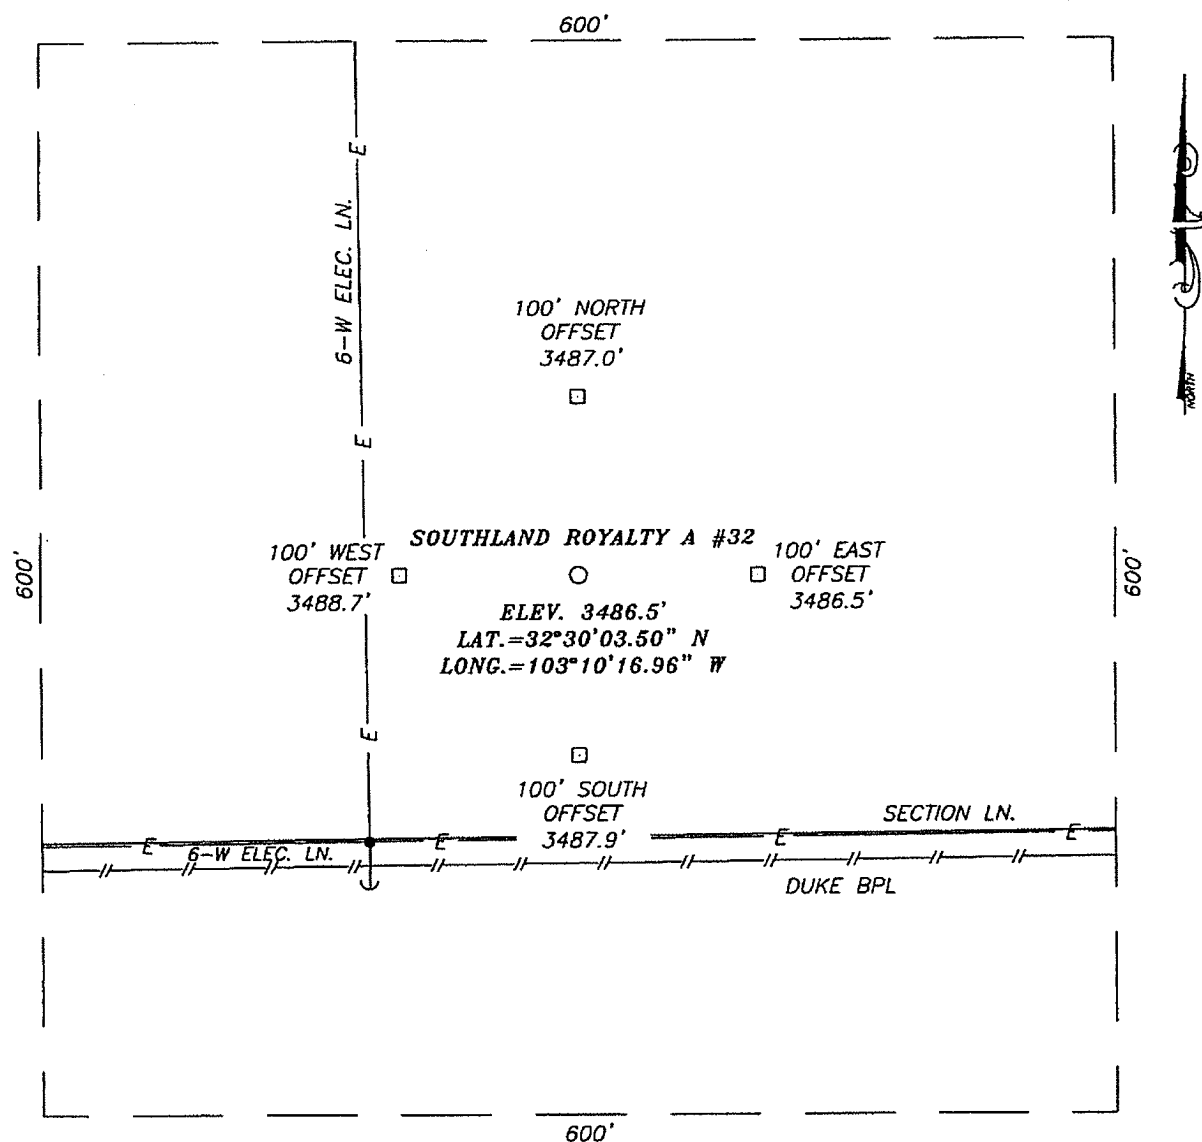 600'
E
6-W ELEC. LN.
NORTH
100' NORTH
OFFSET
3487.0'
E
SOUTHLAND ROYALTY A #32
100' WEST
OFFSET
3488.7'
100' EAST
OFFSET
3486.5'
600'
600'
ELEV. 3486.5'
LAT.=32°30'03.50" N
LONG.=103°10'16.96" W
E
100' SOUTH
OFFSET
3487.9'
SECTION LN.
E
E
E
E
6-W ELEC. LN.
DUKE BPL
600'